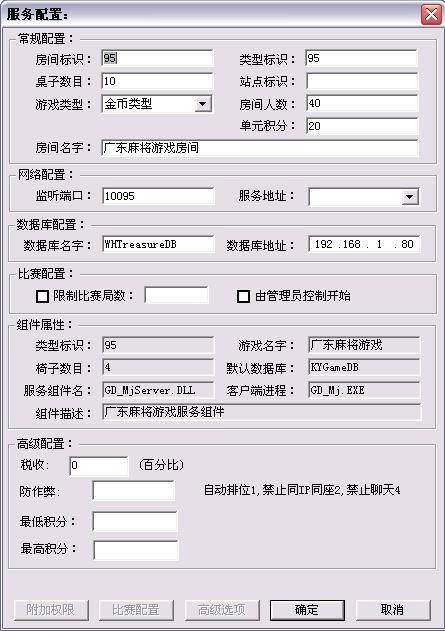 服务配置：
常规配置：
房间标识： 95 类型标识： 95
桌子数目： 10 站点标识：
游戏类型： 金币类型 房间人数： 40
单元积分： 20
房间名字： 广东麻将游戏房间
网络配置：
监听端口： 10095 服务地址：
数据库配置：
数据库名字： WHTreasureDB 数据库地址： 192 .168 . 1 . 80
比赛配置：
限制比赛局数： 由管理员控制开始
组件属性：
类型标识： 95 游戏名字： 广东麻将游戏
椅子数目： 4 默认数据库： KYGameDB
服务组件名： GD_MjServer.DLL 客户端进程： GD_Mj.EXE
组件描述： 广东麻将游戏服务组件
高级配置：
税收: 0 (百分比)
防作弊: 自动排位1,禁止同IP同座2,禁止聊天4
最低积分：
最高积分：
附加权限 比赛配置 高级选项 确定 取消